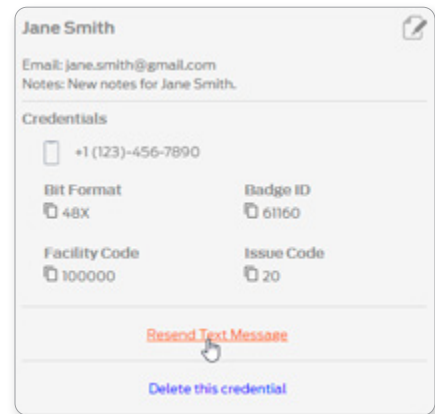 Jane Smith
Email: jane.smith@gmail.com
Notes: New notes for Jane Smith.
Credentials
+1 (123)-456-7890
Bit Format Badge ID
48X 61160
Facility Code Issue Code
100000 20
Resend Text Message
Delete this credential